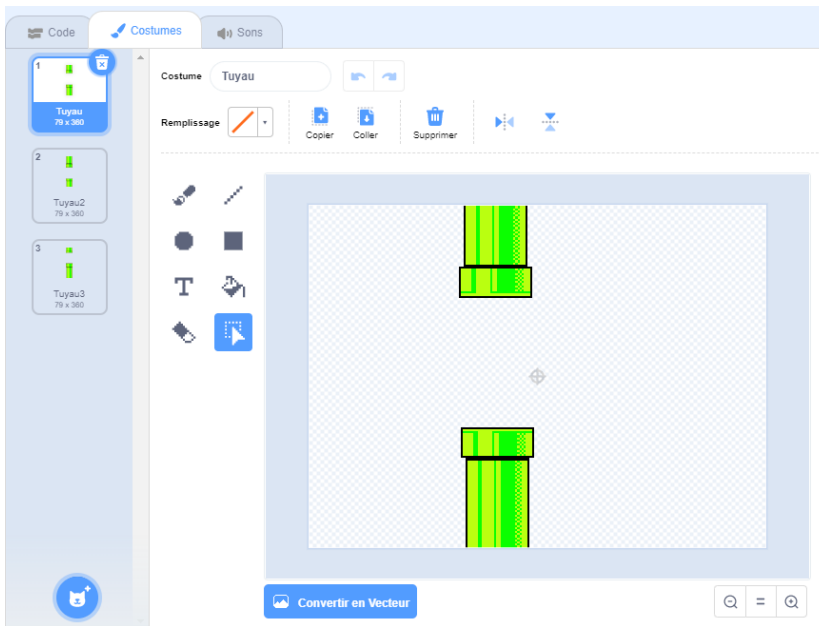 Code
Costumes
Sons
1
Tuyau
79 x 360
2
Tuyau2
79 x 360
3
Tuyau3
79 x 360
Costume Tuyau
Remplissage
Copier Coller Supprimer
T
Convertir en Vecteur